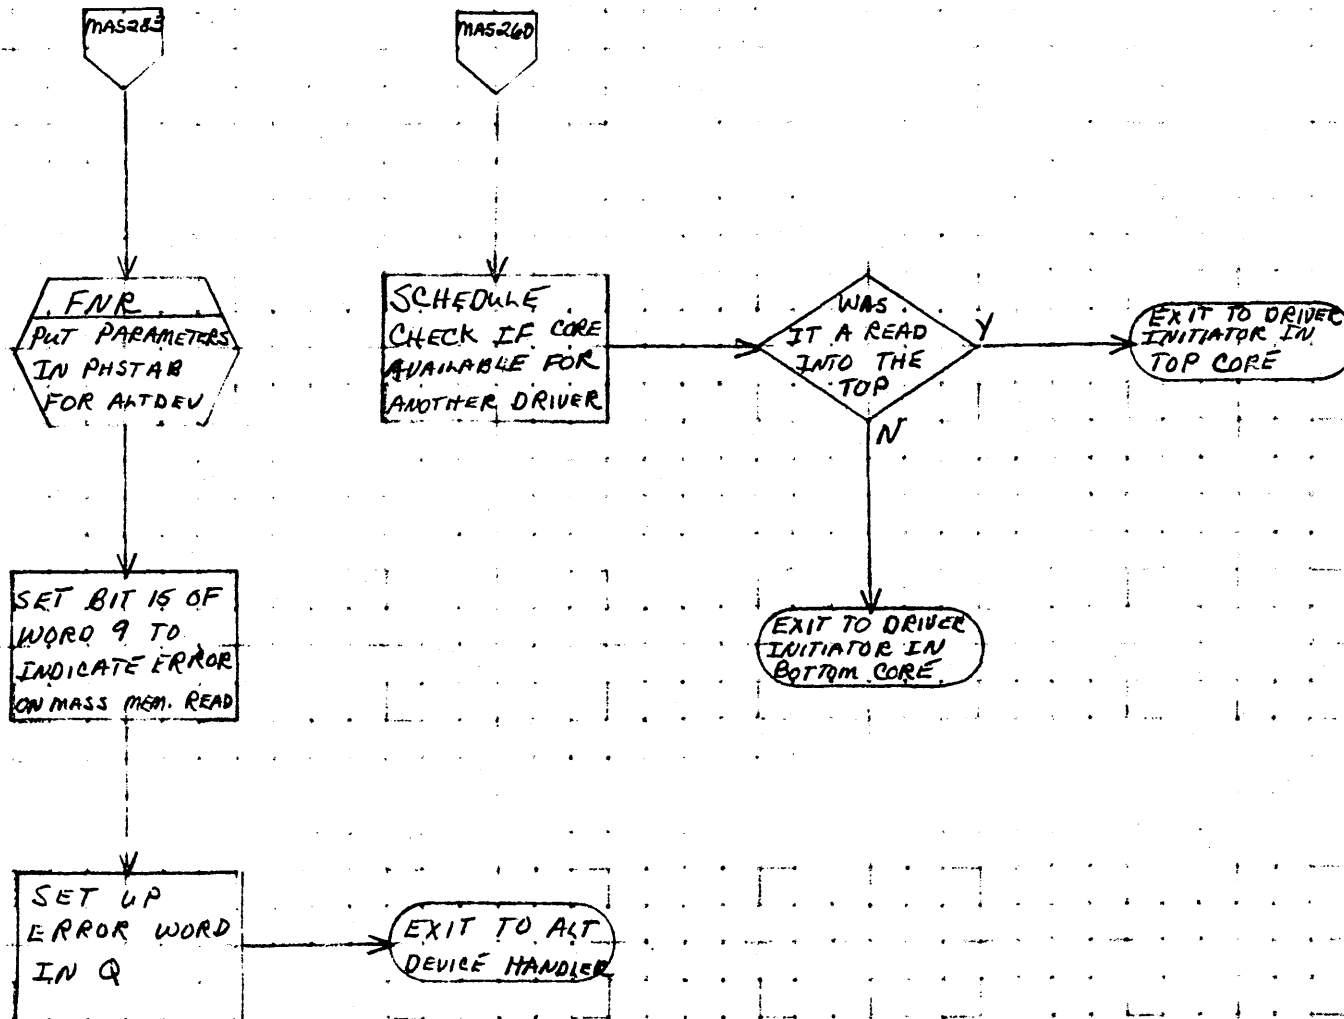 MAS283
FNR
PUT PARAMETERS
IN PHSTAB
FOR ALTDEV
SET BIT 15 OF
WORD 9 TO
INDICATE ERROR
ON MASS MEM. READ
SET UP
ERROR WORD
IN Q
EXIT TO ALT
DEVICE HANDLER
MAS260
SCHEDULE
CHECK IF CORE
AVAILABLE FOR
ANOTHER DRIVER
WAS
IT A READ
INTO THE
TOP
Y
EXIT TO DRIVER
INITIATOR IN
TOP CORE
N
EXIT TO DRIVER
INITIATOR IN
BOTTOM CORE